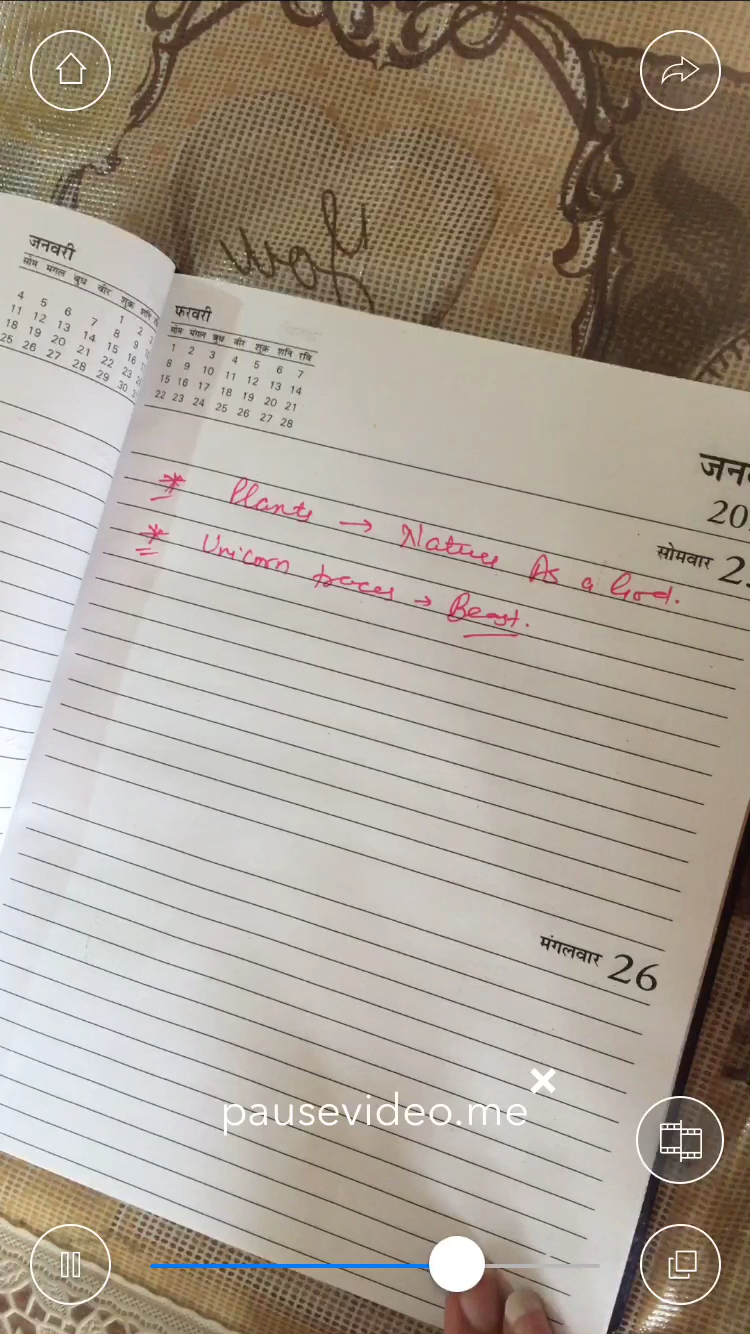 जनवरी
सोम मंगल बुध वीर शुक्र शनि
1 2
4 5 6 7 8 9
11 12 13 14 15 16
18 19 20 21 22 23
25 26 27 28 29 30
फरवरी
सोम मंगल बुध वीर शुक्र शनि रवि
1 2 3 4 5 6 7
8 9 10 11 12 13 14
15 16 17 18 19 20 21
22 23 24 25 26 27 28
सोमवार
* Plants → Nature As a God.
* Unicorn traces → Beast.
मंगलवार 26
pausevideo.me